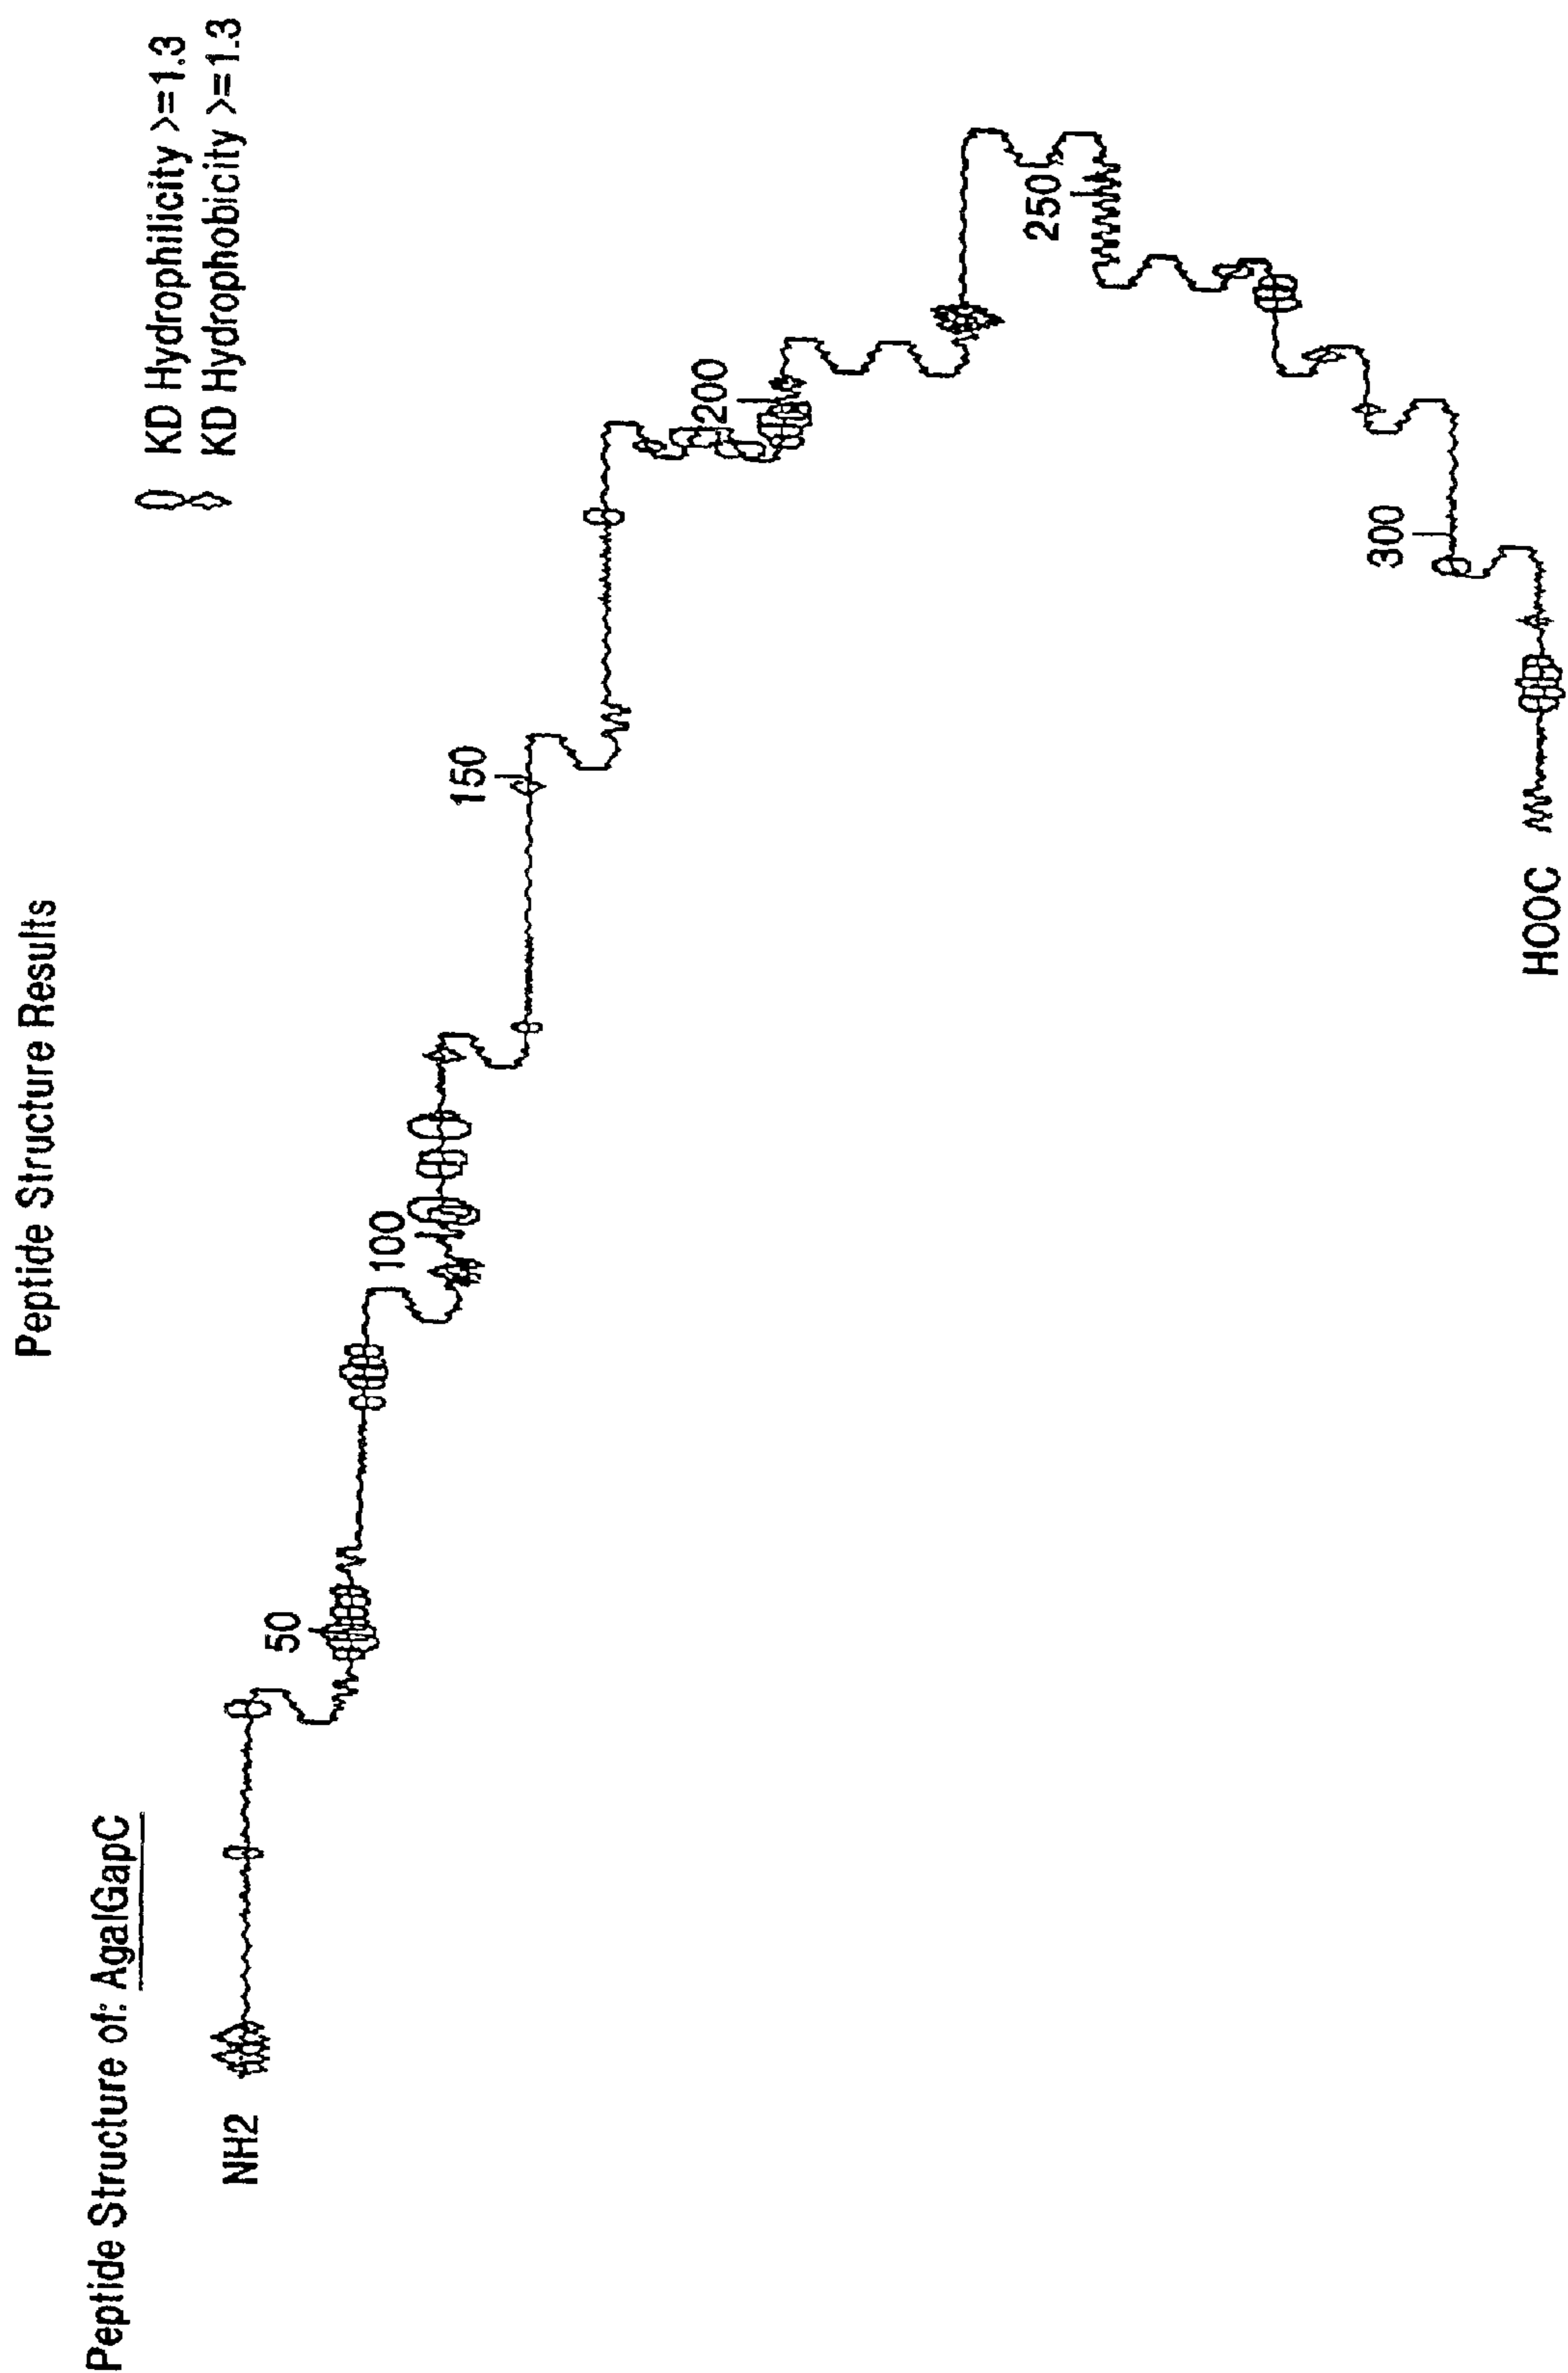 Peptide Structure Results
Peptide Structure of: AgalGapC
KD Hydrophilicity >=1.3
KD Hydrophobicity >=1.3
NH2
50
100
150
200
250
300
HOOC